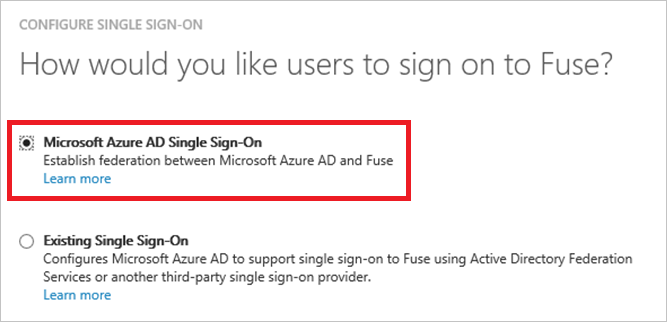 CONFIGURE SINGLE SIGN-ON
How would you like users to sign on to Fuse?
Microsoft Azure AD Single Sign-On
Establish federation between Microsoft Azure AD and Fuse
Learn more
Existing Single Sign-On
Configures Microsoft Azure AD to support single sign-on to Fuse using Active Directory Federation
Services or another third-party single sign-on provider.
Learn more